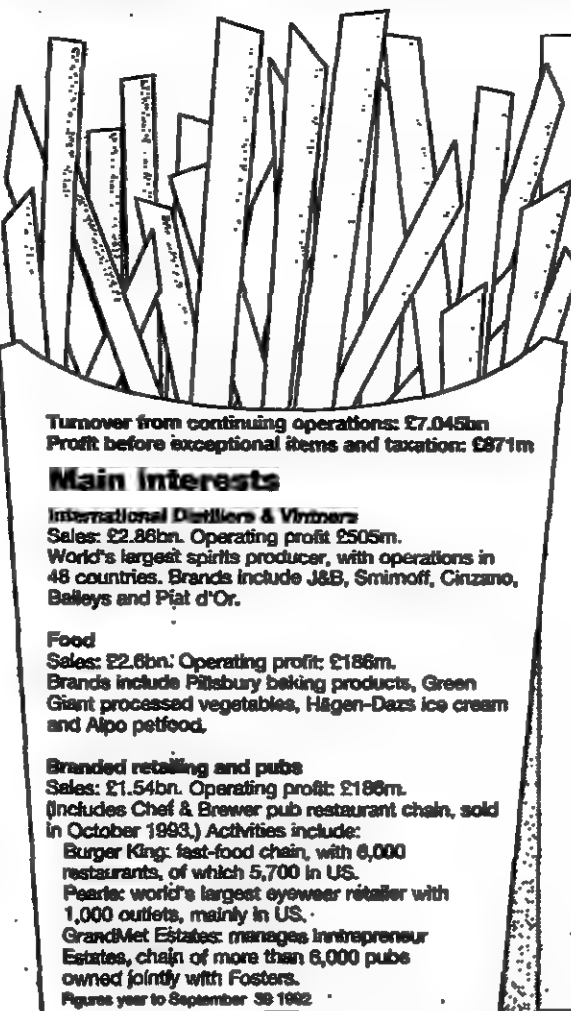 Turnover from continuing operations: £7.045bn
Profit before exceptional items and taxation: £871m
Main Interests
International Distillers & Vintners
Sales: £2.86bn. Operating profit £505m.
World's largest spirits producer, with operations in
48 countries. Brands include J&B, Smirnoff, Cinzano,
Baileys and Piat d'Or.
Food
Sales: £2.6bn. Operating profit: £186m.
Brands include Pillsbury baking products, Green
Giant processed vegetables, Hägen-Dazs ice cream
and Alpo petfood.
Branded retailing and pubs
Sales: £1.54bn. Operating profit: £186m.
(Includes Chef & Brewer pub restaurant chain, sold
in October 1993.) Activities include:
Burger King: fast-food chain, with 6,000
restaurants, of which 5,700 in US.
Pearle: world's largest eyewear retailer with
1,000 outlets, mainly in US.
GrandMet Estates: manages Inntrepreneur
Estates, chain of more than 6,000 pubs
owned jointly with Fosters.
Figures year to September 30 1992